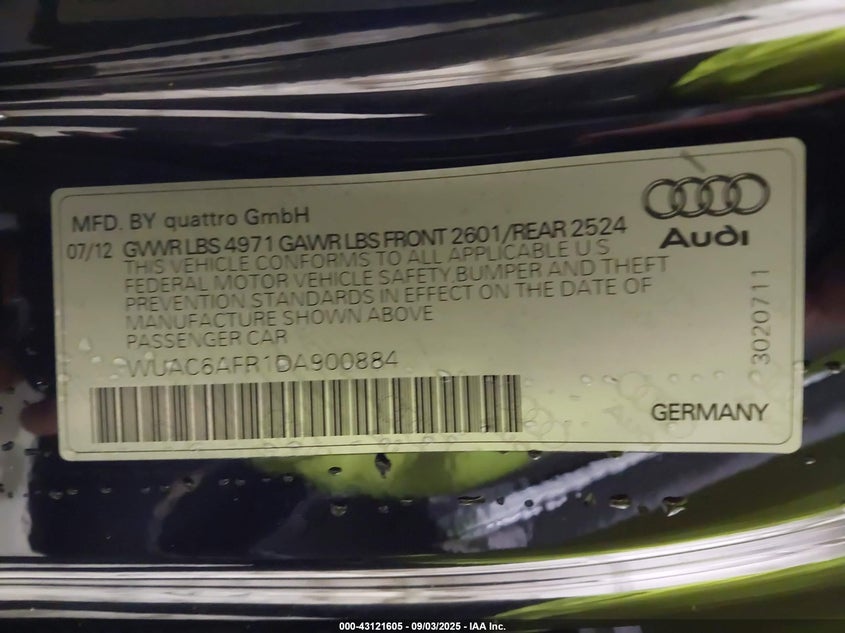 MFD. BY quattro GmbH
07/12 GVWR LBS 4971 GAWR LBS FRONT 2601/REAR 2524
THIS VEHICLE CONFORMS TO ALL APPLICABLE U S
FEDERAL MOTOR VEHICLE SAFETY BUMPER AND THEFT
PREVENTION STANDARDS IN EFFECT ON THE DATE OF
MANUFACTURE SHOWN ABOVE
PASSENGER CAR
WUAC6AFR1DA900884
Audi
3020711
GERMANY
000-43121605 - 09/03/2025 - IAA Inc.